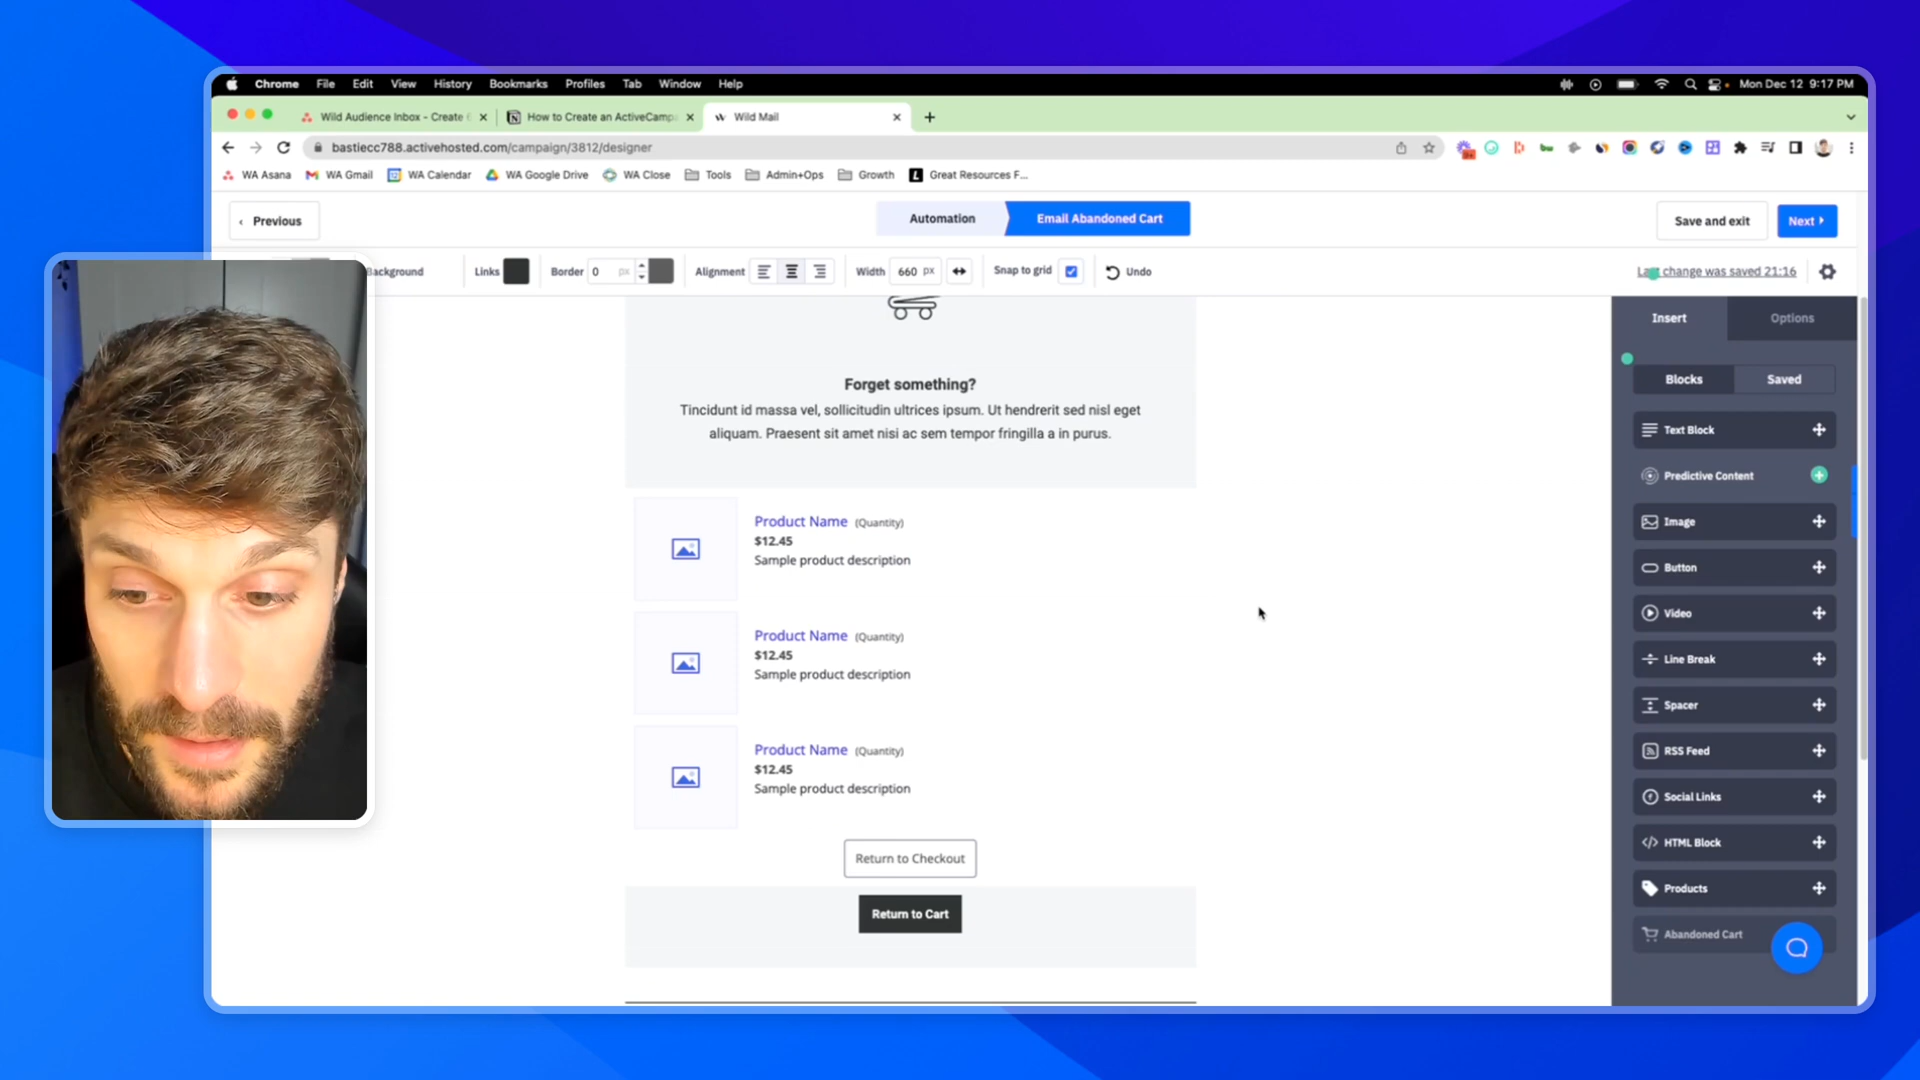 Chrome File Edit View History Bookmarks Profiles Tab Window Help Mon Dec 12 9:17 PM
Wild Audience Inbox - Create How to Create an ActiveCamp Wild Mail
bastiecc788.activehosted.com/campaign/3812/designer
WA Asana WA Gmail WA Calendar WA Google Drive WA Close Tools Admin+Ops Growth Great Resources F...
Previous Automation Email Abandoned Cart Save and exit Next
Background Links Border 0 px Alignment Width 660 px Snap to grid Undo change was saved 21:16
Insert Options
Forget something?
Tincidunt id massa vel, sollicitudin ultrices ipsum. Ut hendrerit sed nisl eget
aliquam. Praesent sit amet nisi ac sem tempor fringilla a in purus.
Product Name (Quantity)
$12.45
Sample product description
Product Name (Quantity)
$12.45
Sample product description
Product Name (Quantity)
$12.45
Sample product description
Return to Checkout
Return to Cart
Blocks Saved
Text Block
Predictive Content
Image
Button
Video
Line Break
Spacer
RSS Feed
Social Links
HTML Block
Products
Abandoned Cart